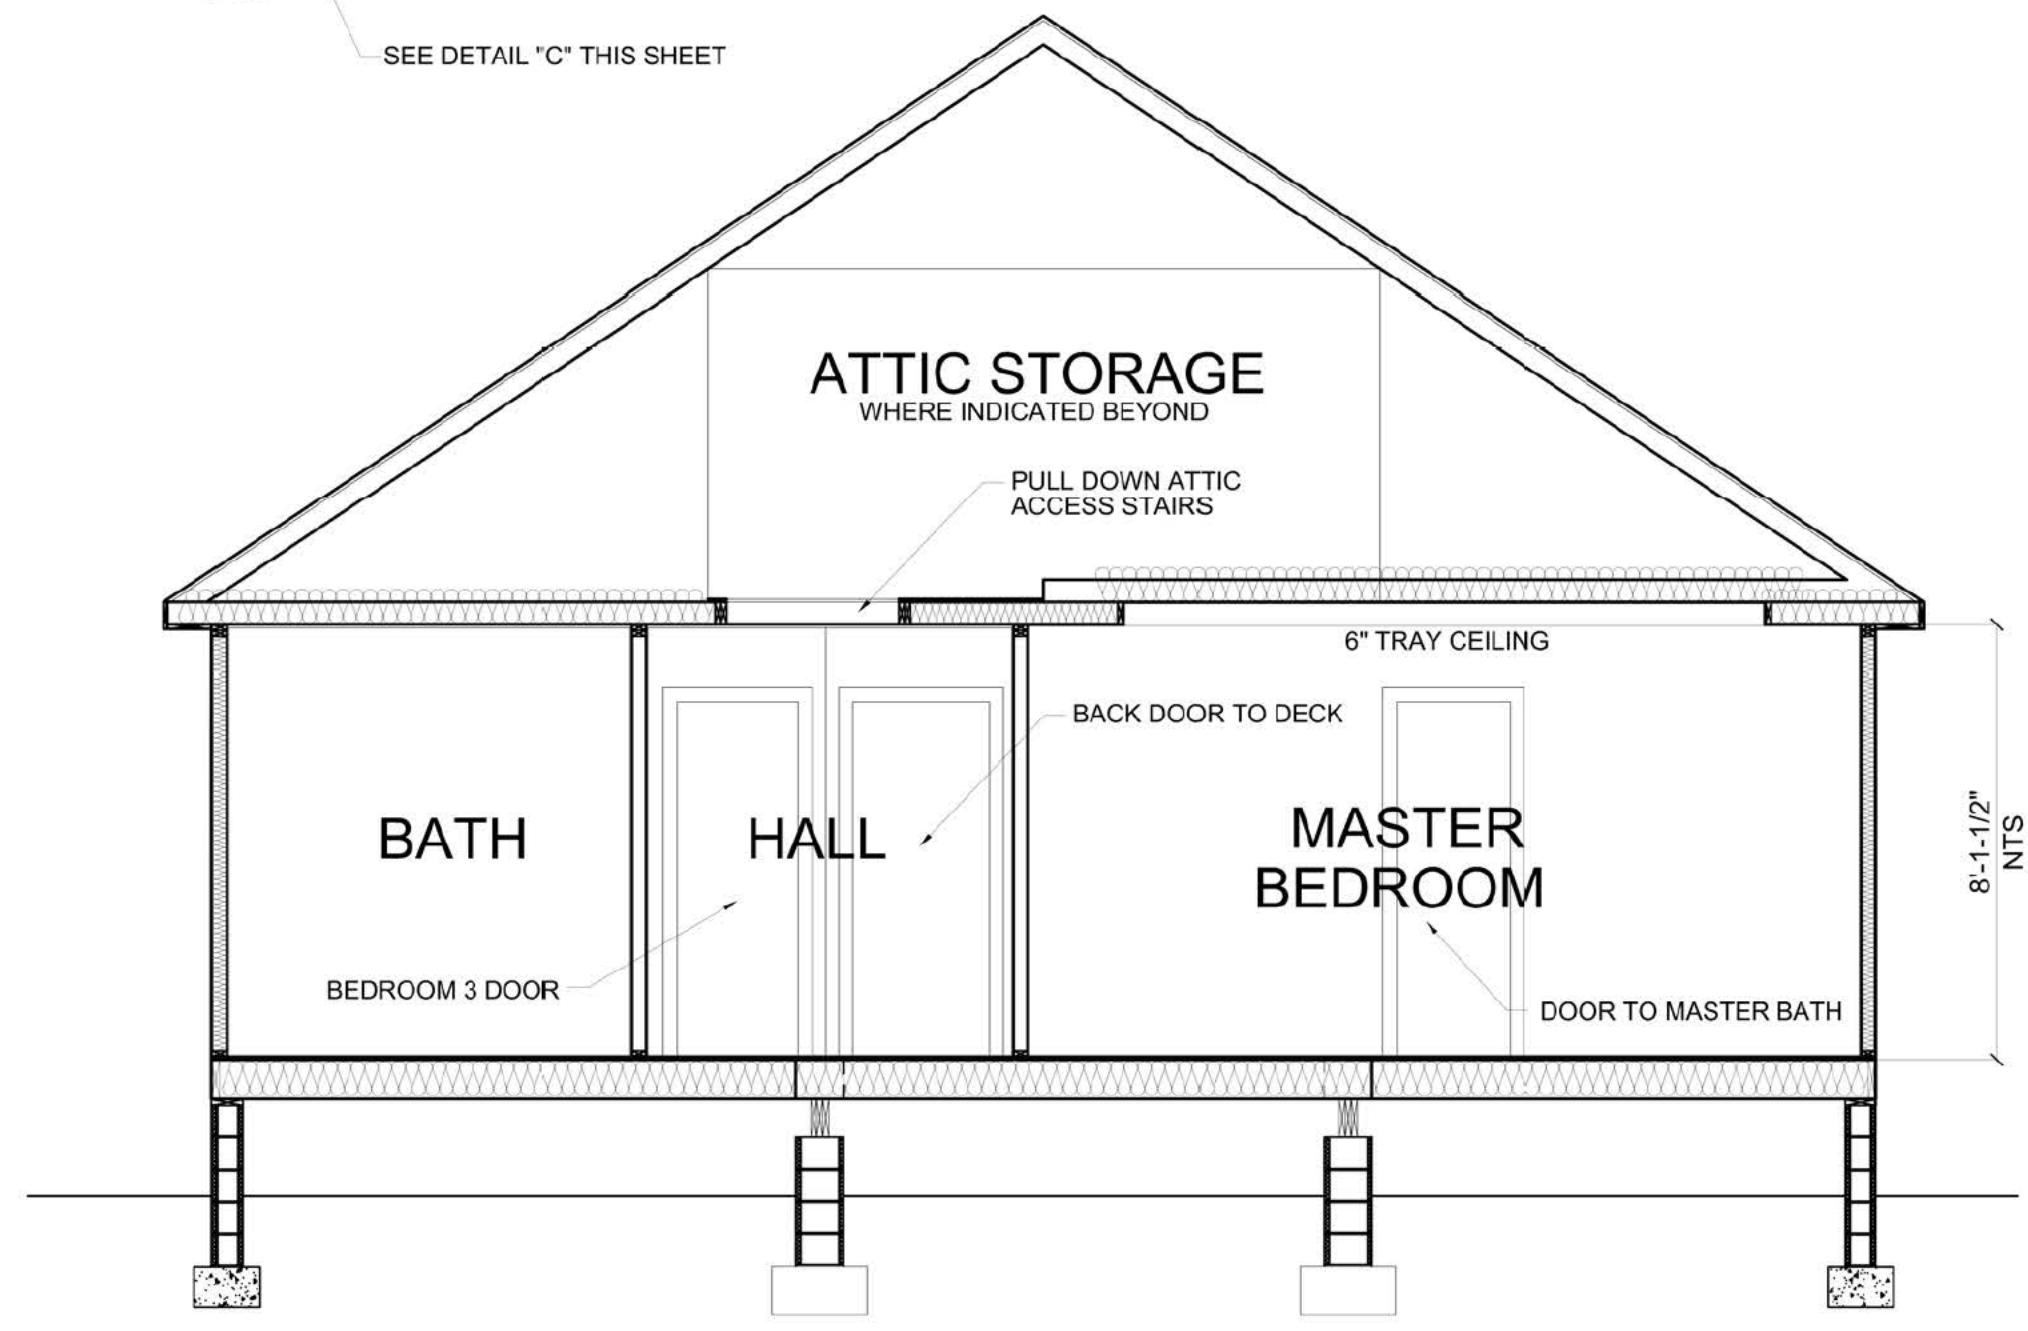 SEE DETAIL "C" THIS SHEET
ATTIC STORAGE
WHERE INDICATED BEYOND
PULL DOWN ATTIC
ACCESS STAIRS
6" TRAY CEILING
BACK DOOR TO DECK
BATH
HALL
MASTER
BEDROOM
8'-1-1/2"
NTS
BEDROOM 3 DOOR
DOOR TO MASTER BATH